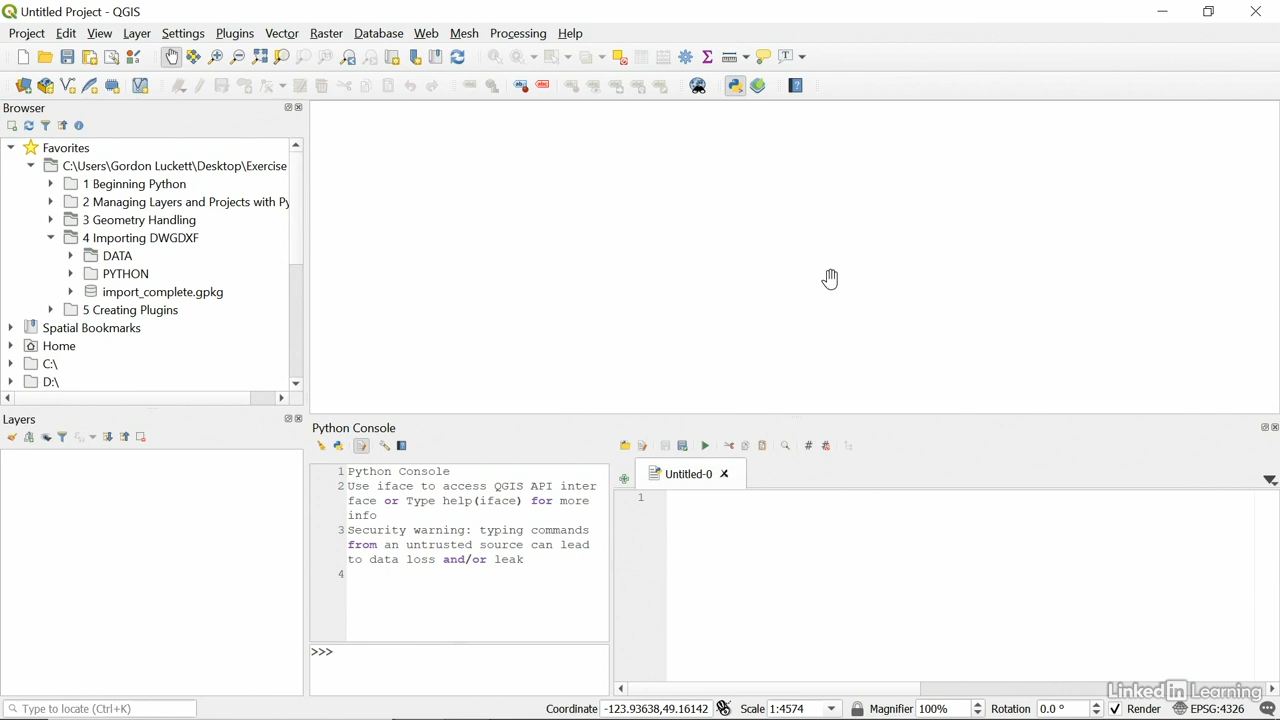 Untitled Project - QGIS
Project Edit View Layer Settings Plugins Vector Raster Database Web Mesh Processing Help
Browser
Favorites
C:\Users\Gordon Luckett\Desktop\Exercise
1 Beginning Python
2 Managing Layers and Projects with Py
3 Geometry Handling
4 Importing DWGDXF
DATA
PYTHON
import_complete.gpkg
5 Creating Plugins
Spatial Bookmarks
Home
C:\
D:\
Layers
Python Console
1 Python Console
2 Use iface to access QGIS API inter
face or Type help(iface) for more
info
3 Security warning: typing commands
from an untrusted source can lead
to data loss and/or leak
4
>>>
Untitled-0
1
Linked in Learning
Type to locate (Ctrl+K)
Coordinate -123.93638,49.16142 Scale 1:4574 Magnifier 100% Rotation 0.0 ° Render EPSG:4326